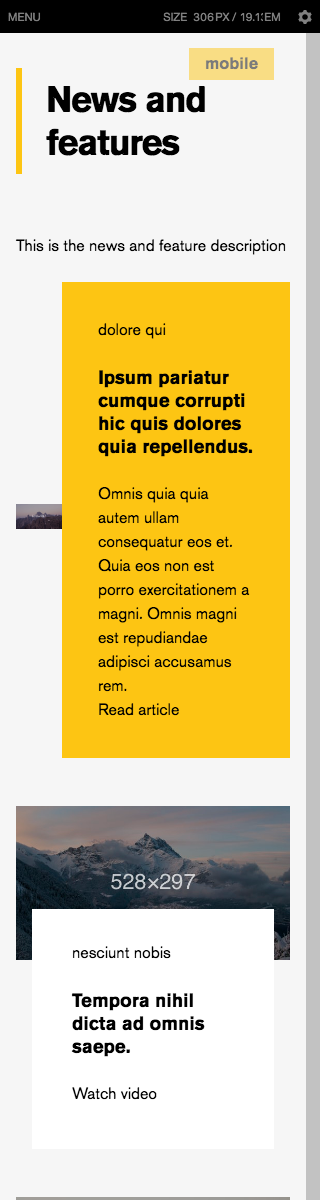 MENU
SIZE 306PX / 19.1EM
mobile
News and
features
This is the news and feature description
dolore qui
Ipsum pariatur
cumque corrupti
hic quis dolores
quia repellendus.
Omnis quia quia
autem ullam
consequatur eos et.
Quia eos non est
porro exercitationem a
magni. Omnis magni
est repudiandae
adipisci accusamus
rem.
Read article
528×297
nesciunt nobis
Tempora nihil
dicta ad omnis
saepe.
Watch video